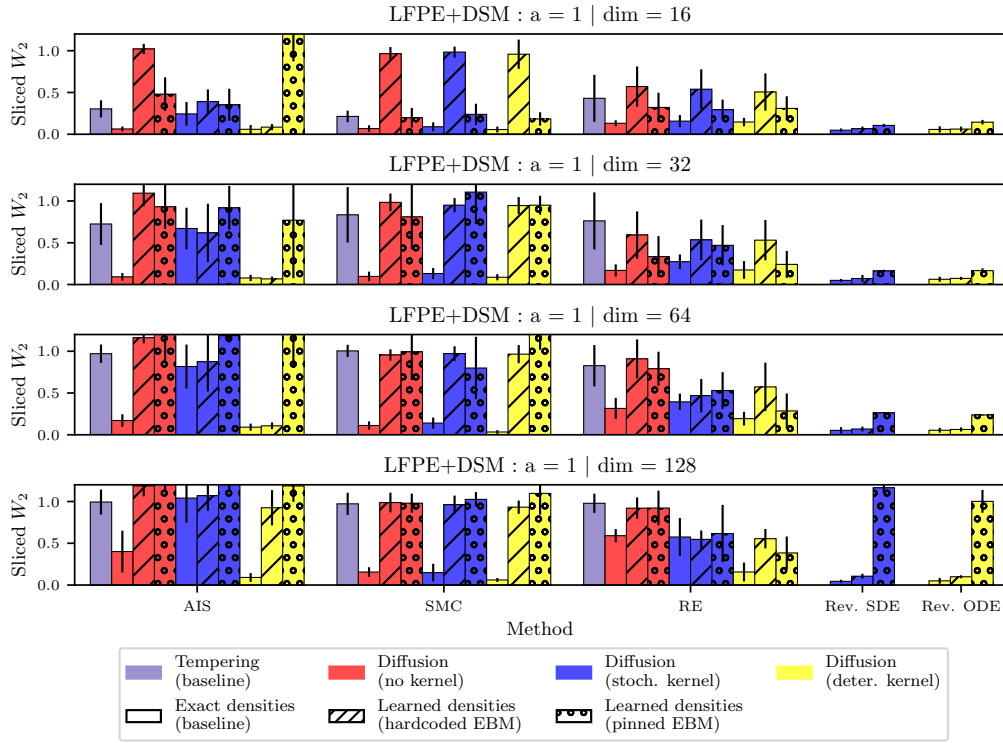 LFPE+DSM : a = 1 | dim = 16
Sliced W2
1.0
0.5
0.0
LFPE+DSM : a = 1 | dim = 32
Sliced W2
1.0
0.5
0.0
LFPE+DSM : a = 1 | dim = 64
Sliced W2
1.0
0.5
0.0
LFPE+DSM : a = 1 | dim = 128
Sliced W2
1.0
0.5
0.0
AIS SMC RE Rev. SDE Rev. ODE
Method
Tempering
(baseline)
Diffusion
(no kernel)
Diffusion
(stoch. kernel)
Diffusion
(deter. kernel)
Exact densities
(baseline)
Learned densities
(hardcoded EBM)
Learned densities
(pinned EBM)